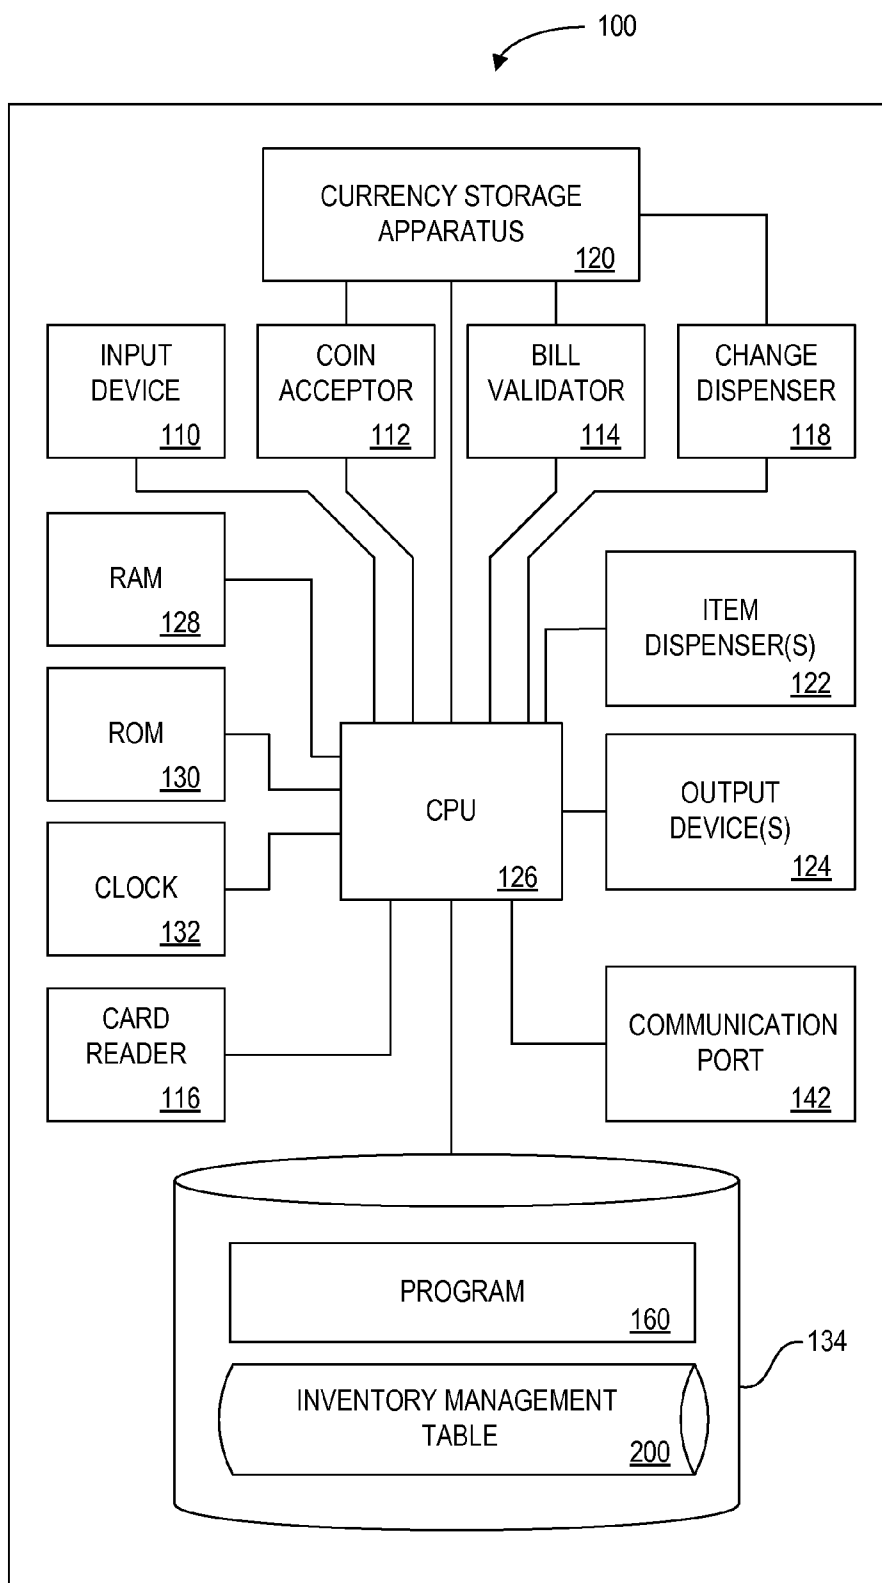 100
CURRENCY STORAGE
APPARATUS
120
INPUT
DEVICE
110
COIN
ACCEPTOR
112
BILL
VALIDATOR
114
CHANGE
DISPENSER
118
RAM
128
ITEM
DISPENSER(S)
122
ROM
130
CPU
126
OUTPUT
DEVICE(S)
124
CLOCK
132
CARD
READER
116
COMMUNICATION
PORT
142
PROGRAM
160
134
INVENTORY MANAGEMENT
TABLE
200